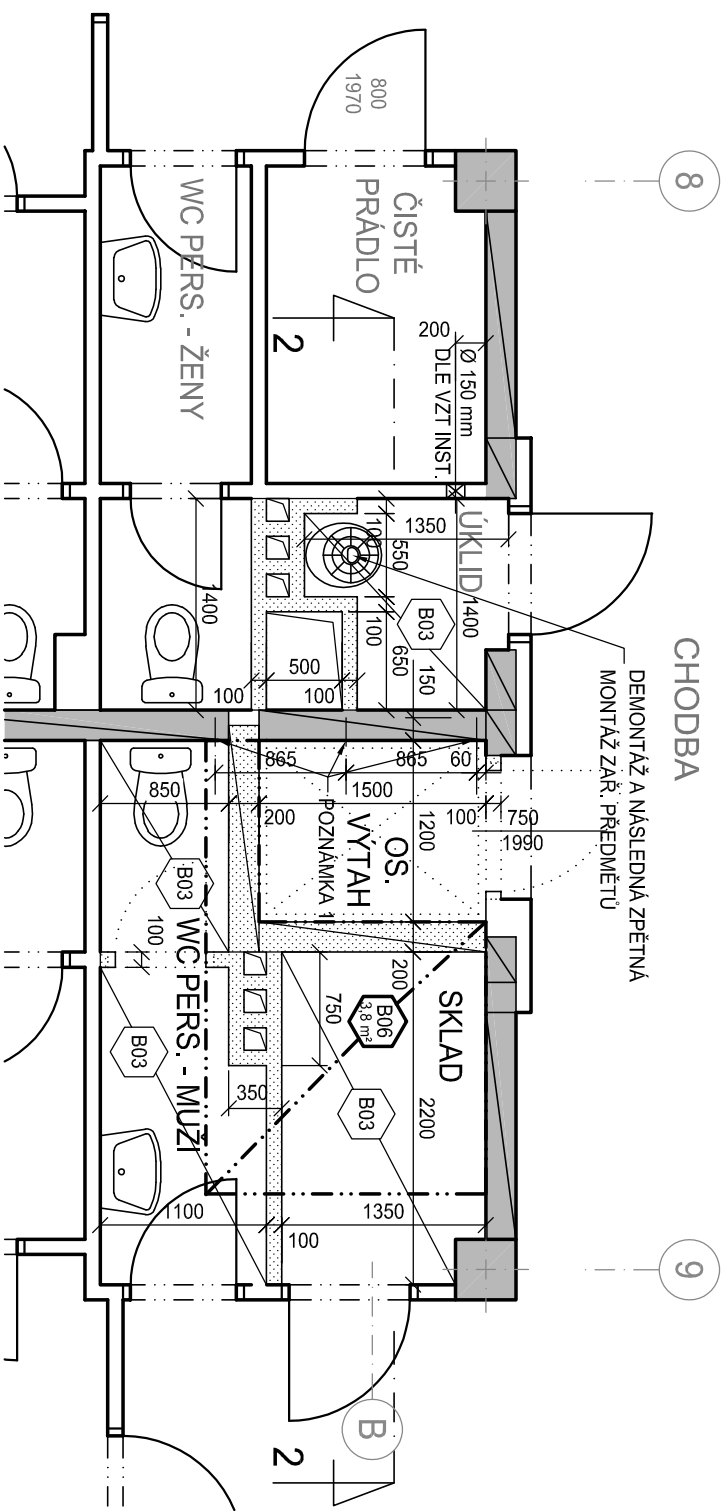 8
9
CHODBA
DEMONTÁŽ A NÁSLEDNÁ ZPĚTNÁ
MONTÁŽ ZAŘ. PŘEDMĚTŮ
800
1970
ČISTÉ
PRÁDLO
WC PERS. - ŽENY
2
200
Ø 150 mm
DLE VZT INST.
ÚKLID
1350
1400
100
550
100
650
150
B03
1400
500
100
100
865
865
60
850
1500
200
100
750
1990
1200
POZNÁMKA 1
OS.
VÝTAH
B03
100
WC PERS. - MUŽI
B03
200
750
B06
3,8 m²
SKLAD
B03
2200
350
1100
100
1350
B
2